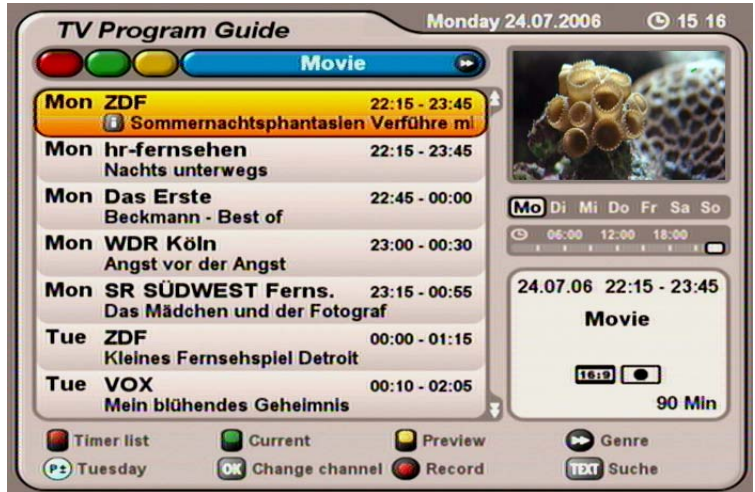 TV Program Guide
Monday 24.07.2006 15 16
Movie
Mon ZDF 22:15 - 23:45
Sommernachtsphantasien Verführe mi
Mon hr-fernsehen 22:15 - 23:45
Nachts unterwegs
Mon Das Erste 22:45 - 00:00
Beckmann - Best of
Mon WDR Köln 23:00 - 00:30
Angst vor der Angst
Mon SR SÜDWEST Ferns. 23:15 - 00:55
Das Mädchen und der Fotograf
Tue ZDF 00:00 - 01:15
Kleines Fernsehspiel Detroit
Tue VOX 00:10 - 02:05
Mein blühendes Geheimnis
Mo Di Mi Do Fr Sa So
06:00 12:00 18:00
24.07.06 22:15 - 23:45
Movie
16:9
90 Min
Timer list Current Preview Genre
P± Tuesday OK Change channel Record TEXT Suche